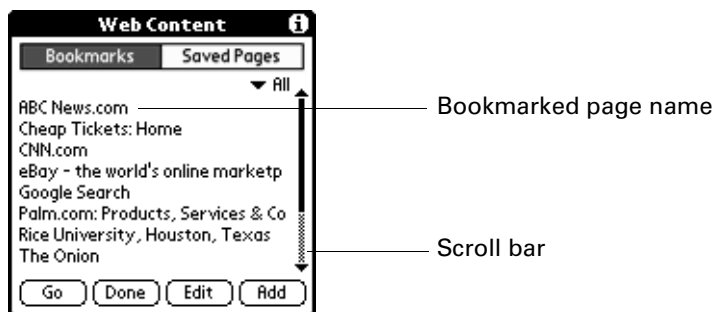 Web Content i
Bookmarks Saved Pages
All
ABC News.com
Bookmarked page name
Cheap Tickets: Home
CNN.com
eBay - the world's online marketp
Google Search
Palm.com: Products, Services & Co
Rice University, Houston, Texas
Scroll bar
The Onion
Go Done Edit Add